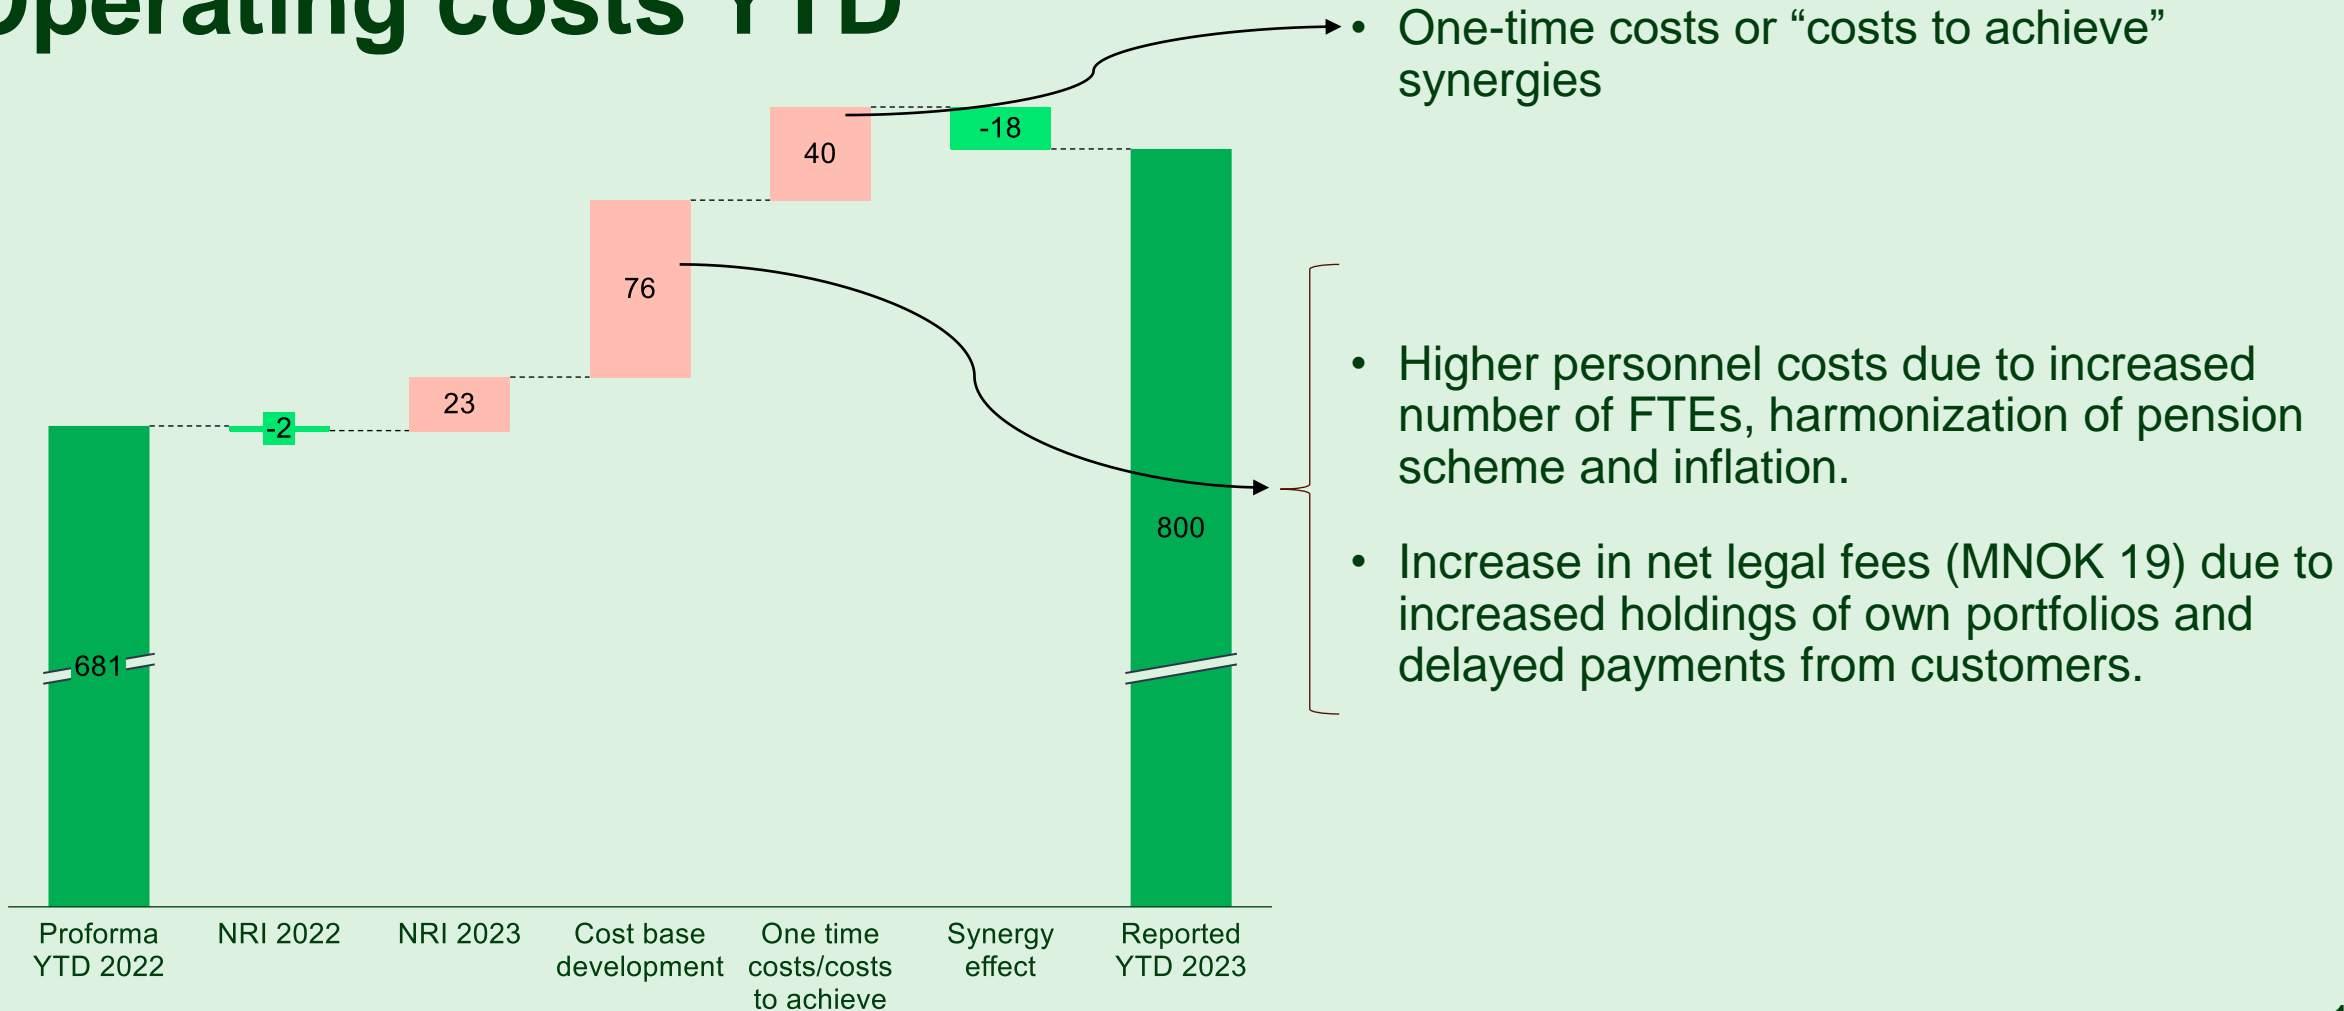 Operating costs YTD
• One-time costs or “costs to achieve”
synergies
40
-18
76
23
-2
681
800
• Higher personnel costs due to increased
number of FTEs, harmonization of pension
scheme and inflation.
• Increase in net legal fees (MNOK 19) due to
increased holdings of own portfolios and
delayed payments from customers.
Proforma
YTD 2022
NRI 2022
NRI 2023
Cost base
development
One time
costs/costs
to achieve
Synergy
effect
Reported
YTD 2023